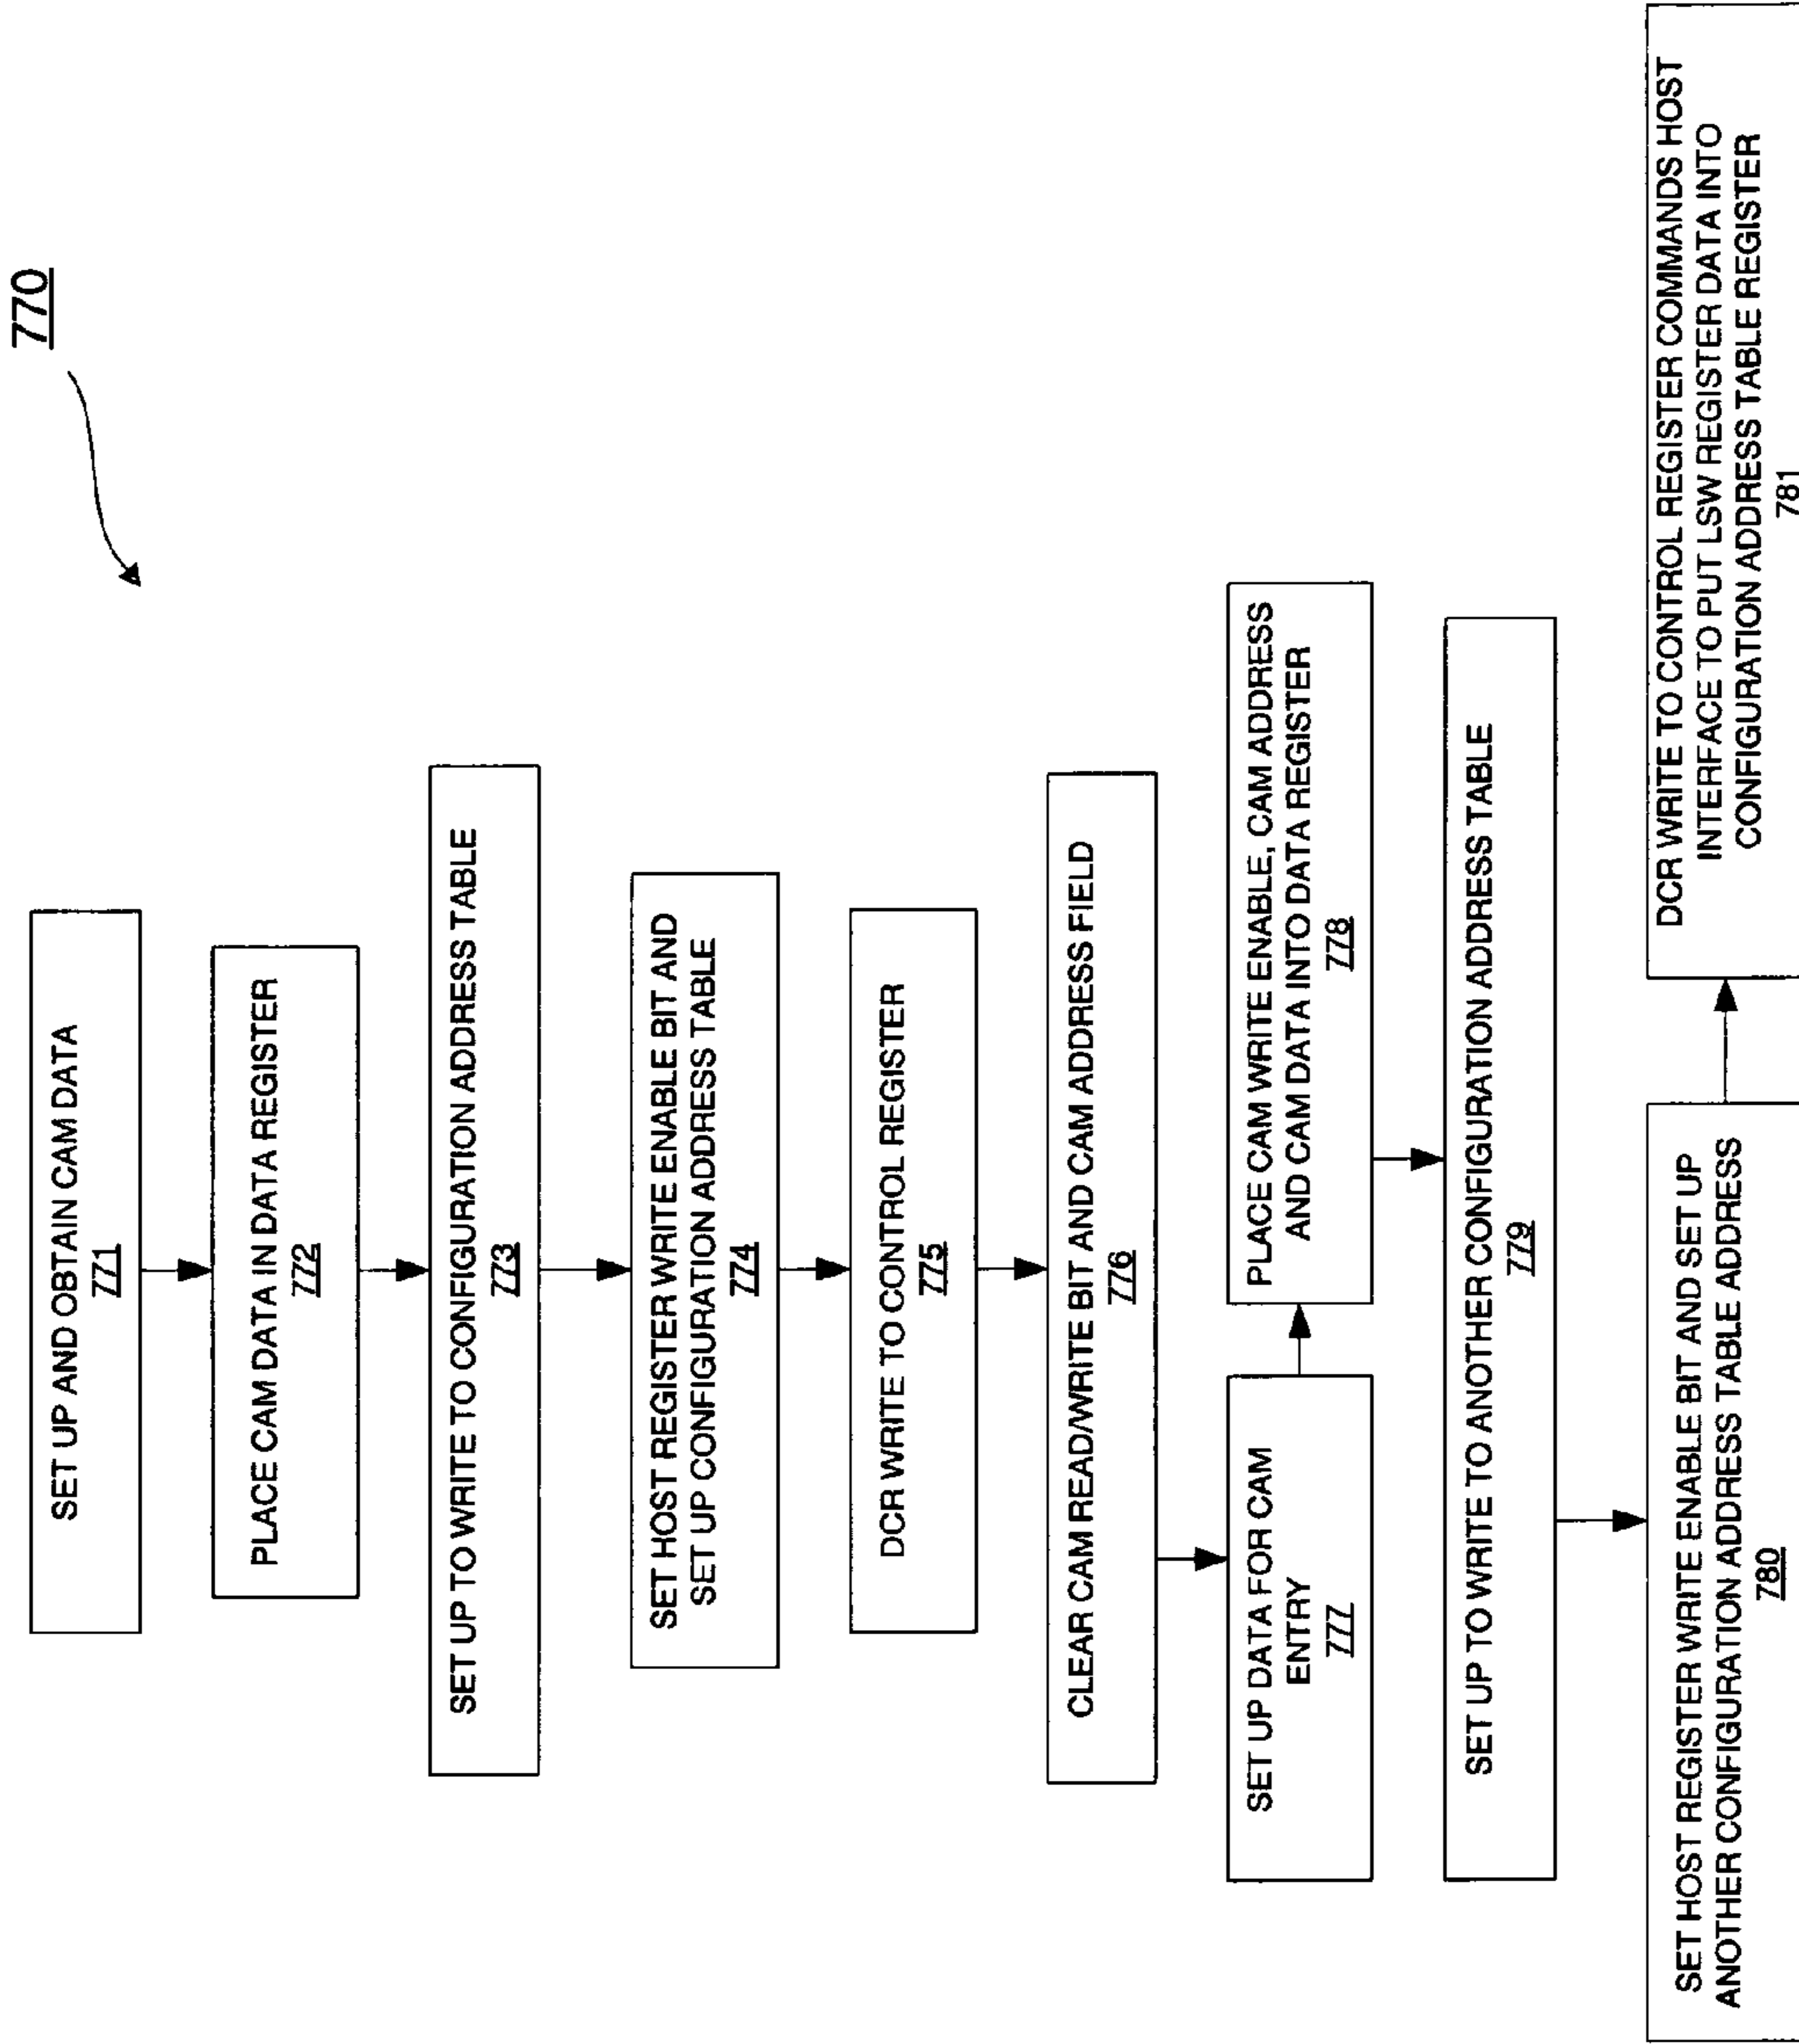 770
SET UP AND OBTAIN CAM DATA
771
PLACE CAM DATA IN DATA REGISTER
772
SET UP TO WRITE TO CONFIGURATION ADDRESS TABLE
773
SET HOST REGISTER WRITE ENABLE BIT AND
SET UP CONFIGURATION ADDRESS TABLE
774
DCR WRITE TO CONTROL REGISTER
775
CLEAR CAM READ/WRITE BIT AND CAM ADDRESS FIELD
776
SET UP DATA FOR CAM
ENTRY
777
PLACE CAM WRITE ENABLE, CAM ADDRESS
AND CAM DATA INTO DATA REGISTER
778
SET UP TO WRITE TO ANOTHER CONFIGURATION ADDRESS TABLE
779
SET HOST REGISTER WRITE ENABLE BIT AND SET UP
ANOTHER CONFIGURATION ADDRESS TABLE ADDRESS
780
DCR WRITE TO CONTROL REGISTER COMMANDS HOST
INTERFACE TO PUT LSW REGISTER DATA INTO
CONFIGURATION ADDRESS TABLE REGISTER
781